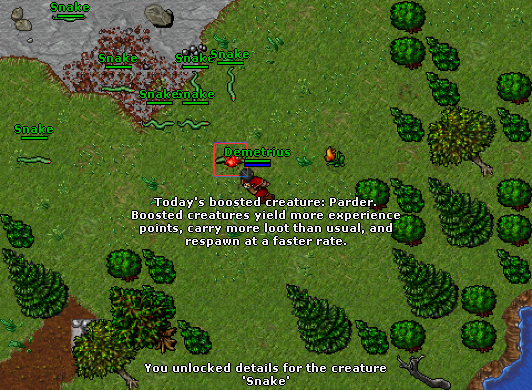 Snake
Snake
Snake
Snake
Snake
Snake
Snake
Demetrius
Today's boosted creature: Parder.
Boosted creatures yield more experience
points, carry more loot than usual, and
respawn at a faster rate.
You unlocked details for the creature
'Snake'